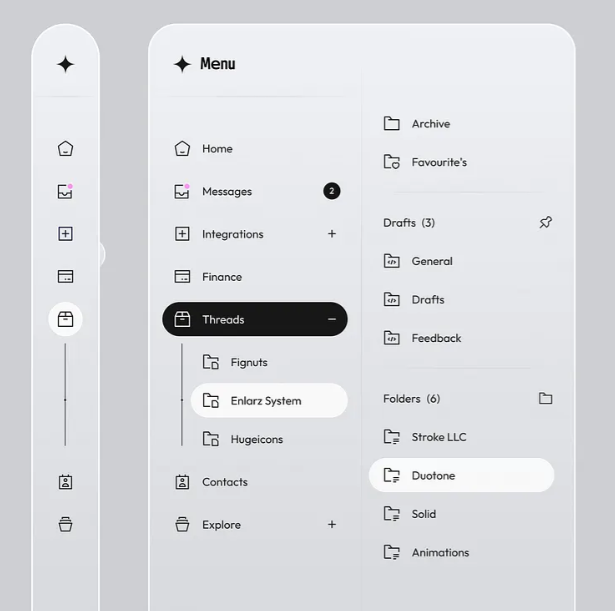 Menu
Home
Messages 2
Integrations +
Finance
Threads −
Fignuts
Enlarz System
Hugeicons
Contacts
Explore +
Archive
Favourite's
Drafts (3)
General
Drafts
Feedback
Folders (6)
Stroke LLC
Duotone
Solid
Animations